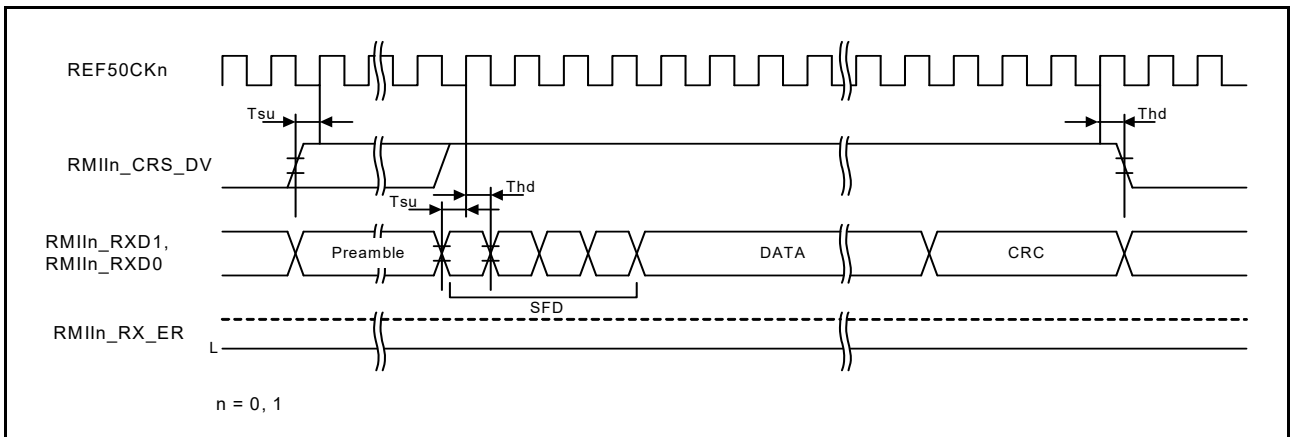 REF50CKn
Tsu
Thd
RMIIn_CRS_DV
Thd
Tsu
RMIIn_RXD1,
RMIIn_RXD0
Preamble
DATA
CRC
SFD
RMIIn_RX_ER
L
n = 0, 1